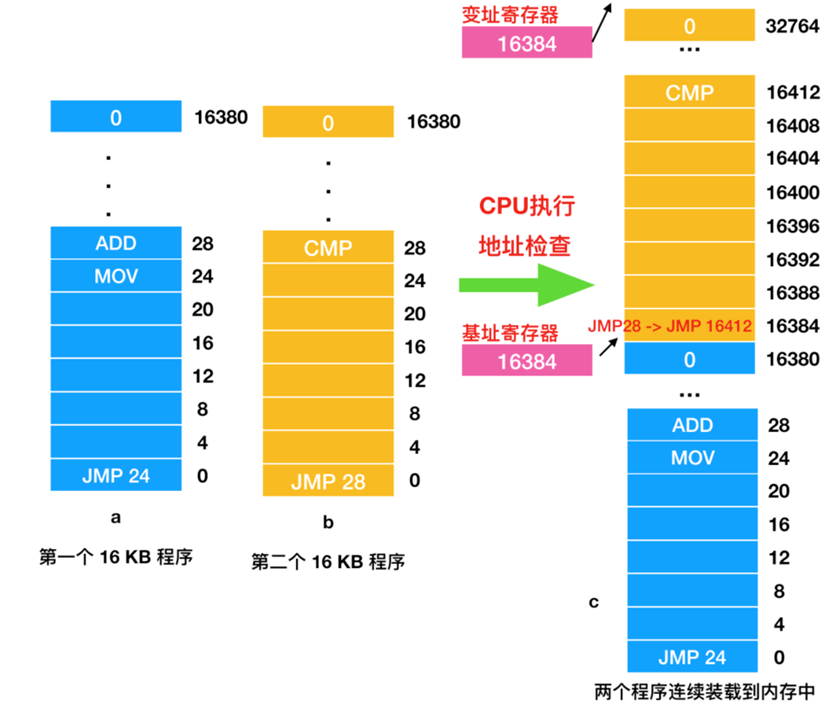 0 16380
ADD 28
MOV 24
20
16
12
8
4
JMP 24 0
a
第一个 16 KB 程序
0 16380
CMP 28
24
20
16
12
8
4
JMP 28 0
b
第二个 16 KB 程序
CPU执行
地址检查
变址寄存器
16384
基址寄存器
16384
0 32764
...
CMP 16412
16408
16404
16400
16396
16392
16388
JMP28 -> JMP 16412 16384
0 16380
...
ADD 28
MOV 24
20
16
12
8
4
JMP 24 0
c
两个程序连续装载到内存中